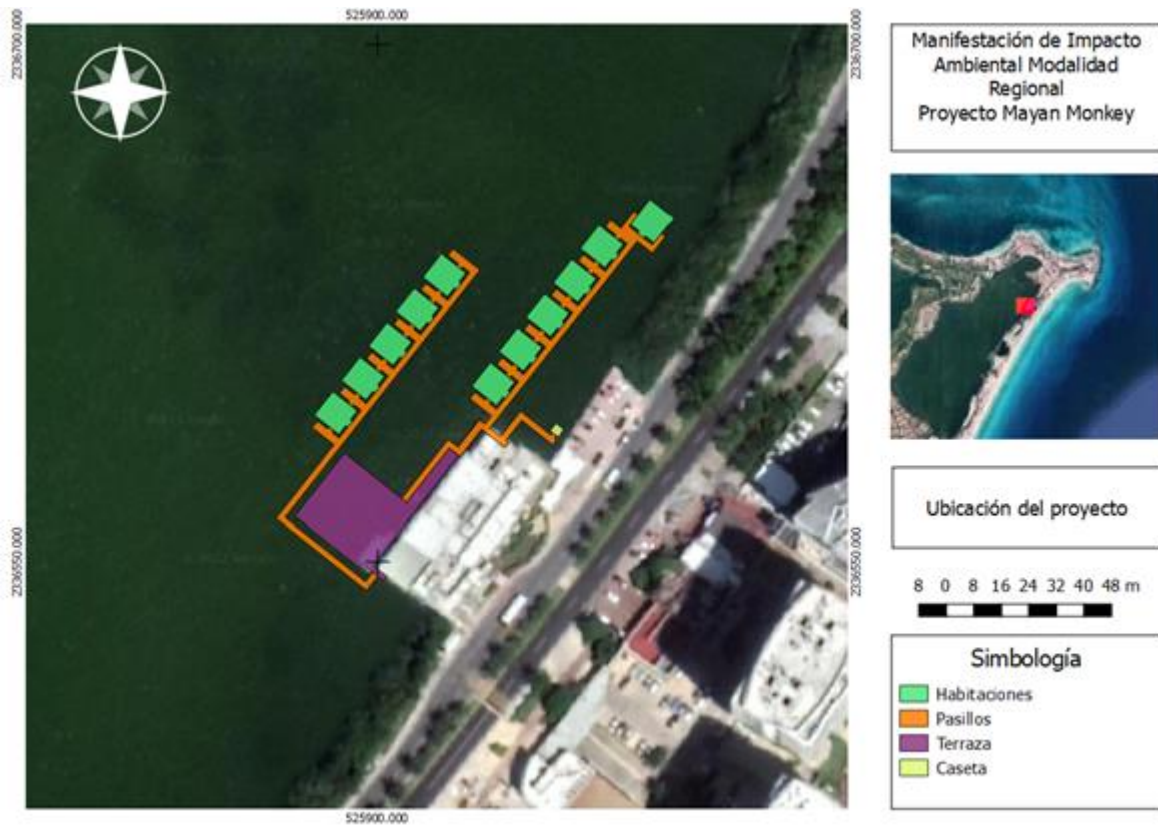 525900.000
2336700.000
2336700.000
2336550.000
2336550.000
525900.000
Manifestación de Impacto
Ambiental Modalidad
Regional
Proyecto Mayan Monkey
Ubicación del proyecto
8 0 8 16 24 32 40 48 m
Simbología
Habitaciones
Pasillos
Terraza
Caseta